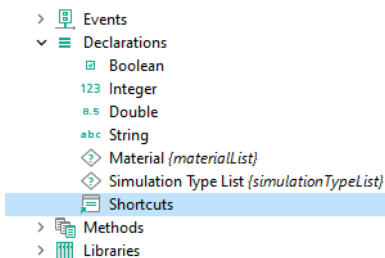 Events
Declarations
Boolean
123 Integer
8.5 Double
abc String
Material {materialList}
Simulation Type List {simulationTypeList}
Shortcuts
Methods
Libraries